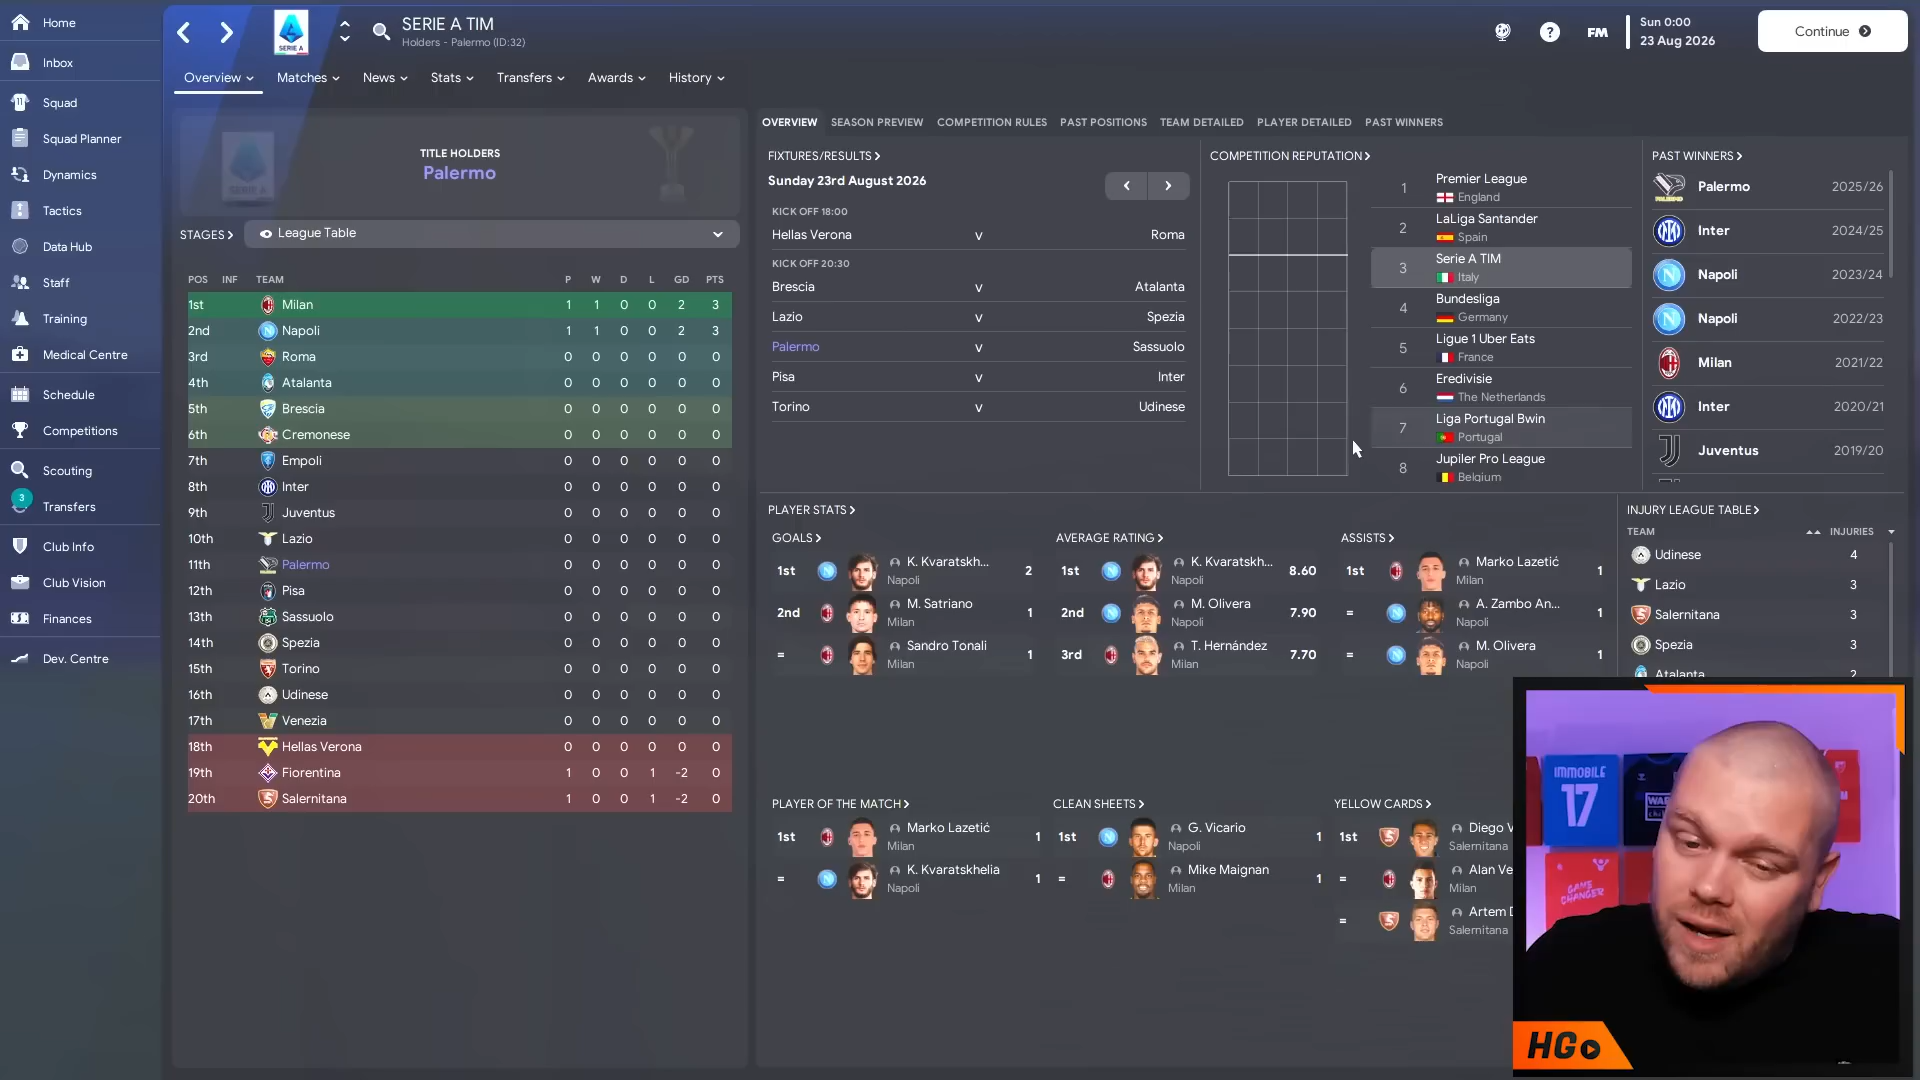 Home
Inbox
Squad
Squad Planner
Dynamics
Tactics
Data Hub
Staff
Training
Medical Centre
Schedule
Competitions
Scouting
3
Transfers
Club Info
Club Vision
Finances
Dev. Centre
SERIE A
SERIE A TIM
Holders - Palermo (ID:32)
?
FM
Sun 0:00
23 Aug 2026
Continue
Overview
Matches
News
Stats
Transfers
Awards
History
TITLE HOLDERS
Palermo
STAGES
League Table
POS INF TEAM P W D L GD PTS
1st Milan 1 1 0 0 2 3
2nd Napoli 1 1 0 0 2 3
3rd Roma 0 0 0 0 0 0
4th Atalanta 0 0 0 0 0 0
5th Brescia 0 0 0 0 0 0
6th Cremonese 0 0 0 0 0 0
7th Empoli 0 0 0 0 0 0
8th Inter 0 0 0 0 0 0
9th Juventus 0 0 0 0 0 0
10th Lazio 0 0 0 0 0 0
11th Palermo 0 0 0 0 0 0
12th Pisa 0 0 0 0 0 0
13th Sassuolo 0 0 0 0 0 0
14th Spezia 0 0 0 0 0 0
15th Torino 0 0 0 0 0 0
16th Udinese 0 0 0 0 0 0
17th Venezia 0 0 0 0 0 0
18th Hellas Verona 0 0 0 0 0 0
19th Fiorentina 1 0 0 1 -2 0
20th Salernitana 1 0 0 1 -2 0
OVERVIEW
SEASON PREVIEW
COMPETITION RULES
PAST POSITIONS
TEAM DETAILED
PLAYER DETAILED
PAST WINNERS
FIXTURES/RESULTS
Sunday 23rd August 2026
KICK OFF 18:00
Hellas Verona v Roma
KICK OFF 20:30
Brescia v Atalanta
Lazio v Spezia
Palermo v Sassuolo
Pisa v Inter
Torino v Udinese
COMPETITION REPUTATION
1 Premier League
England
2 LaLiga Santander
Spain
3 Serie A TIM
Italy
4 Bundesliga
Germany
5 Ligue 1 Uber Eats
France
6 Eredivisie
The Netherlands
7 Liga Portugal Bwin
Portugal
8 Jupiler Pro League
Belgium
PAST WINNERS
Palermo 2025/26
Inter 2024/25
Napoli 2023/24
Napoli 2022/23
Milan 2021/22
Inter 2020/21
Juventus 2019/20
PLAYER STATS
GOALS
1st K. Kvaratskh... 2
Napoli
2nd M. Satriano 1
Milan
= Sandro Tonali 1
Milan
AVERAGE RATING
1st K. Kvaratskh... 8.60
Napoli
2nd M. Olivera 7.90
Napoli
3rd T. Hernández 7.70
Milan
ASSISTS
1st Marko Lazetić 1
Milan
= A. Zambo An... 1
Napoli
= M. Olivera 1
Napoli
INJURY LEAGUE TABLE
TEAM INJURIES
Udinese 4
Lazio 3
Salernitana 3
Spezia 3
Atalanta 2
PLAYER OF THE MATCH
1st Marko Lazetić 1
Milan
= K. Kvaratskhelia 1
Napoli
CLEAN SHEETS
1st G. Vicario 1
Napoli
= Mike Maignan 1
Milan
YELLOW CARDS
1st Diego V
Salernitana
= Alan Ve
Milan
= Artem D
Salernitana
IMMOBILE
17
GAME
CHANGER
HGo